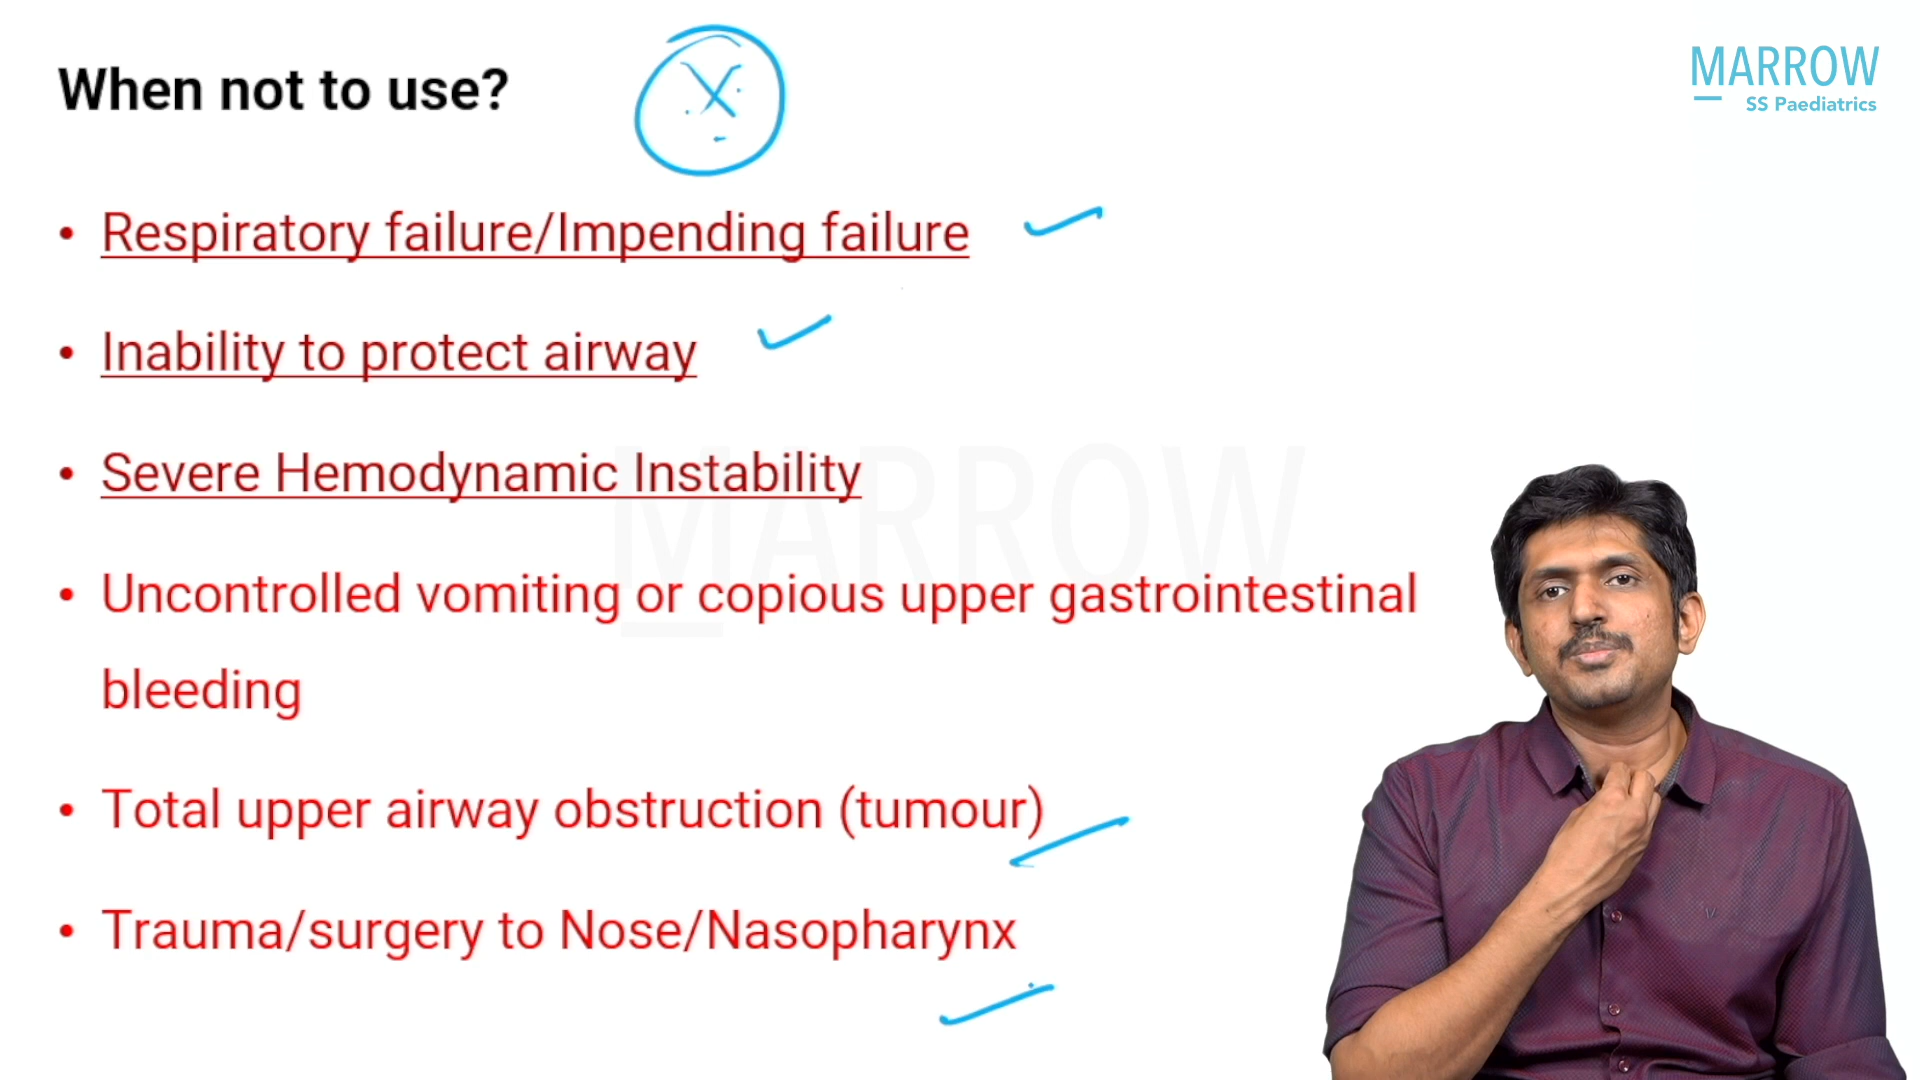 When not to use?
X
MARROW
SS Paediatrics
• Respiratory failure/Impending failure
• Inability to protect airway
• Severe Hemodynamic Instability
MARROW
• Uncontrolled vomiting or copious upper gastrointestinal
bleeding
• Total upper airway obstruction (tumour)
• Trauma/surgery to Nose/Nasopharynx